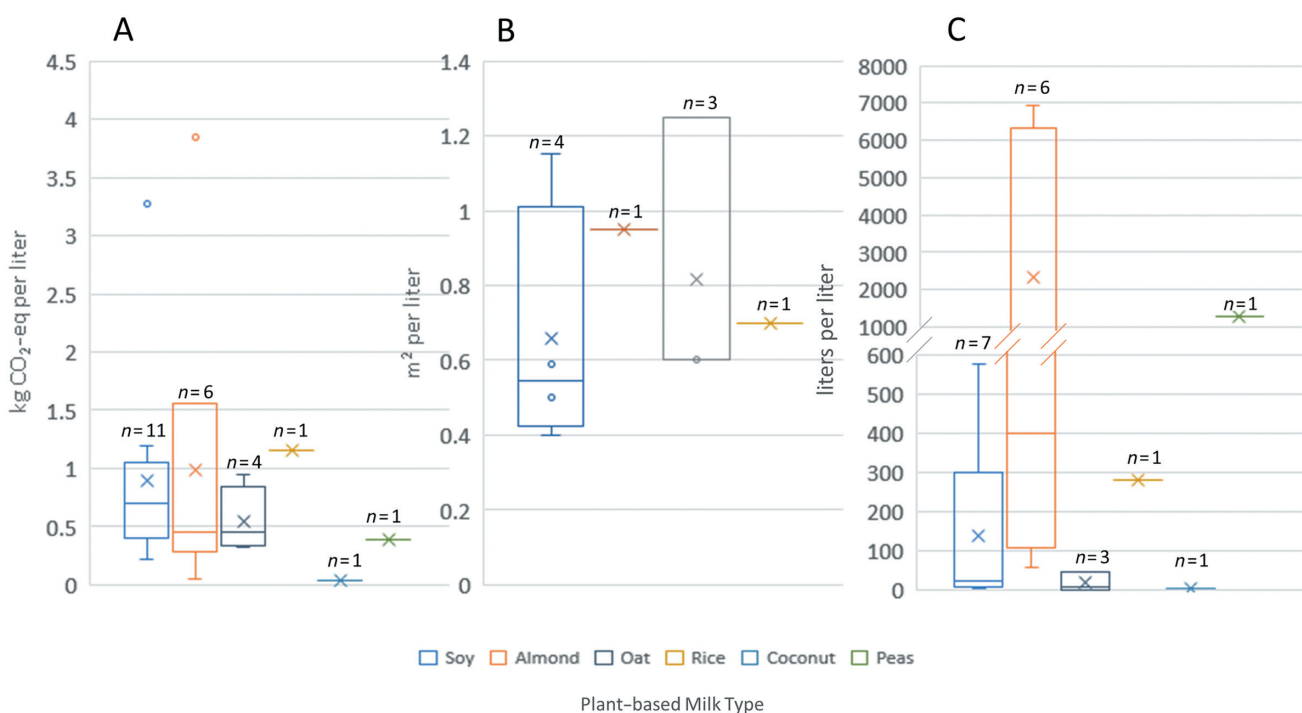 A
B
C
kg CO₂-eq per liter
4.5
4
3.5
3
2.5
2
1.5
1
0.5
0
n=11
n=6
n=4
n=1
n=1
n=1
m² per liter
1.4
1.2
1
0.8
0.6
0.4
0.2
0
n=4
n=1
n=3
n=1
liters per liter
8000
7000
6000
5000
4000
3000
2000
1000
600
500
400
300
200
100
0
n=7
n=6
n=3
n=1
n=1
n=1
Soy Almond Oat Rice Coconut Peas
Plant-based Milk Type